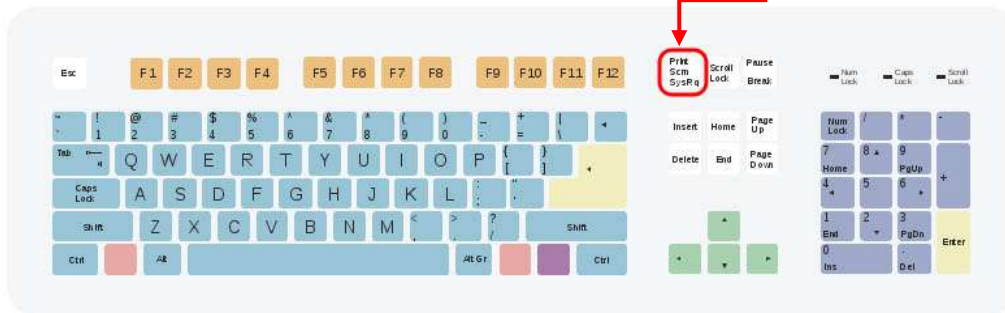 Esc F1 F2 F3 F4 F5 F6 F7 F8 F9 F10 F11 F12
Print
Scrn
SysRq
Scroll
Lock
Pause
Break
Num
Lock
Caps
Lock
Scroll
Lock
~ ! @ # $ % ^ & * ( ) _ + |
` 1 2 3 4 5 6 7 8 9 0 - = \
Insert Home Page
Up
Num
Lock
/ * -
Tab Q W E R T Y U I O P { }
[ ]
Delete End Page
Down
7 8 9
Home PgUp
+
Caps
Lock
A S D F G H J K L : "
; '
4 5 6
Shift Z X C V B N M < > ?
, . /
Shift
1 2 3
End PgDn
Enter
Ctrl Alt Alt Gr Ctrl
0 .
Ins Del